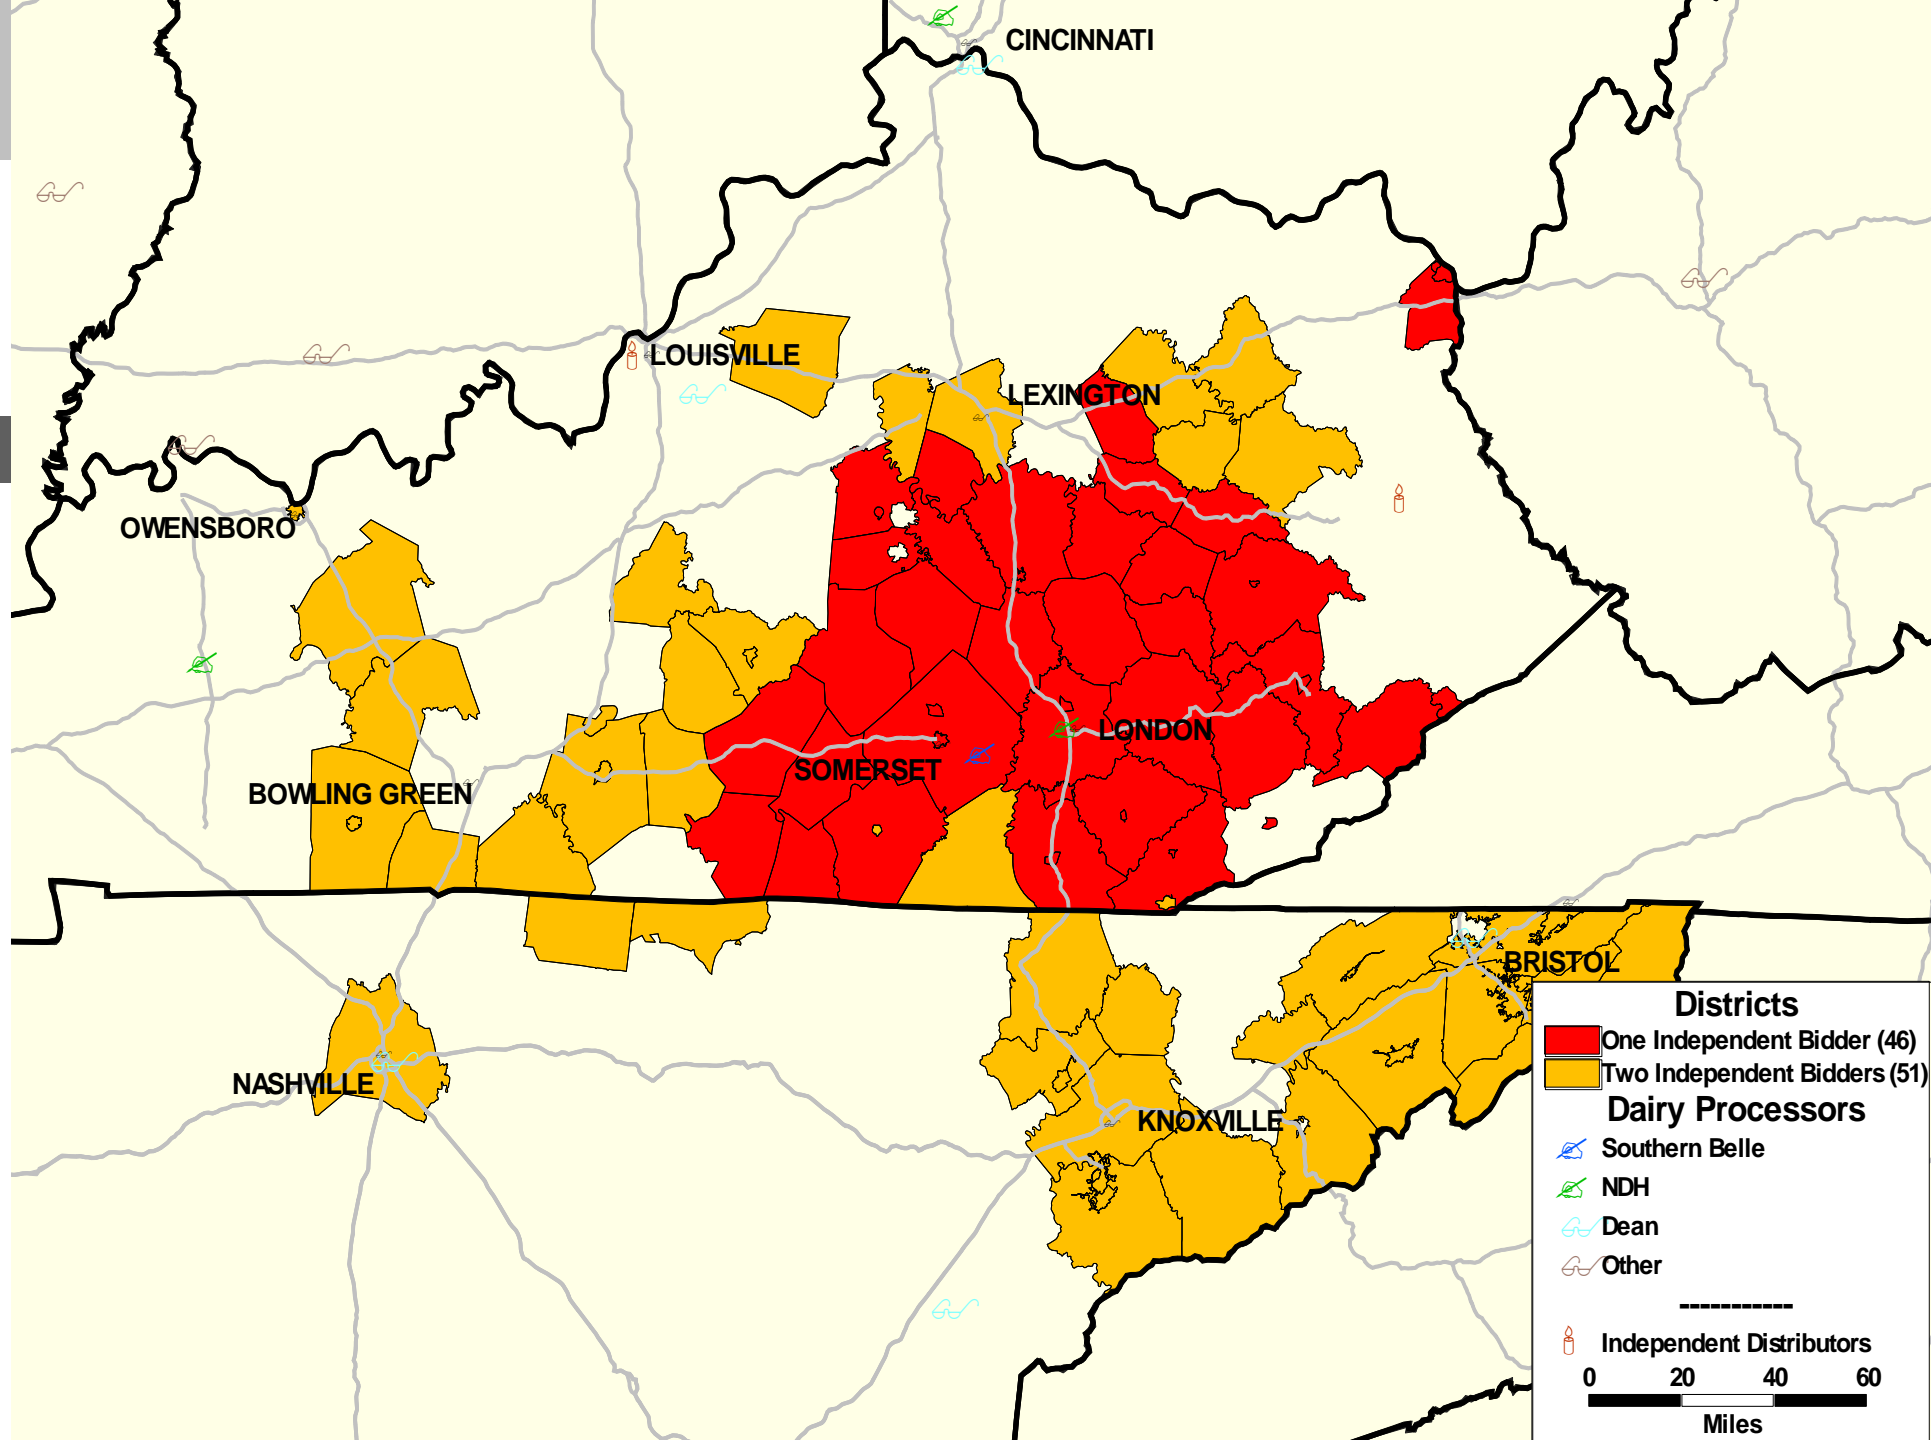 CINCINNATI
LOUISVILLE
LEXINGTON
OWENSBORO
LONDON
SOMERSET
BOWLING GREEN
BRISTOL
NASHVILLE
KNOXVILLE
Districts
One Independent Bidder (46)
Two Independent Bidders (51)
Dairy Processors
Southern Belle
NDH
Dean
Other
-----------
Independent Distributors
0 20 40 60
Miles